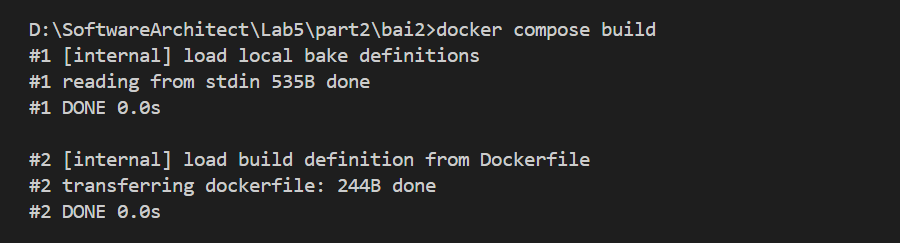 D:\SoftwareArchitect\Lab5\part2\bai2>docker compose build
#1 [internal] load local bake definitions
#1 reading from stdin 535B done
#1 DONE 0.0s
#2 [internal] load build definition from Dockerfile
#2 transferring dockerfile: 244B done
#2 DONE 0.0s